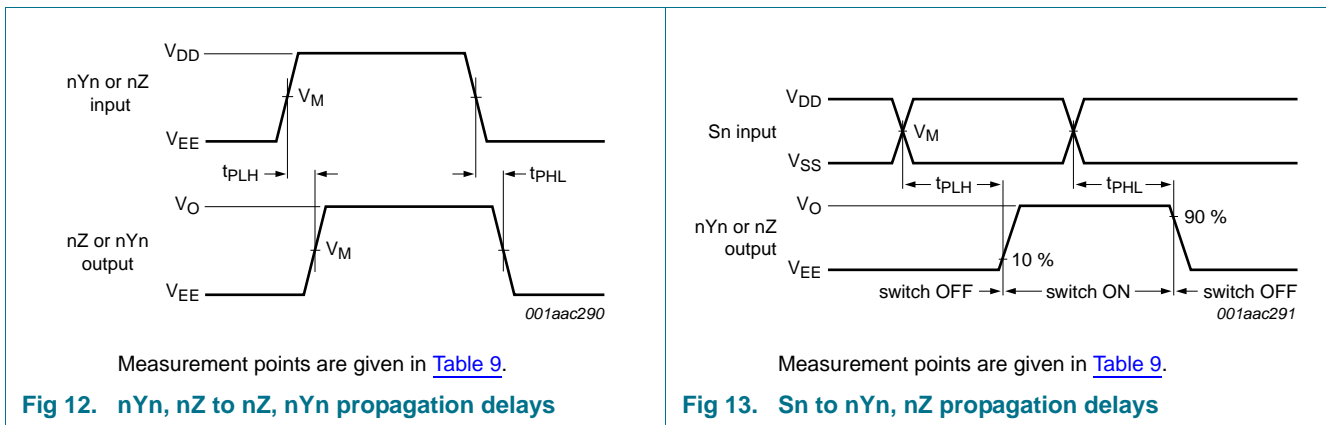 VDD
nYn or nZ
input
VM
VEE
tPLH
tPHL
VO
nZ or nYn
output
VM
VEE
001aac290
Measurement points are given in Table 9.
Fig 12. nYn, nZ to nZ, nYn propagation delays
VDD
Sn input
VM
VSS
tPLH
tPHL
VO
90 %
nYn or nZ
output
10 %
VEE
switch OFF
switch ON
switch OFF
001aac291
Measurement points are given in Table 9.
Fig 13. Sn to nYn, nZ propagation delays